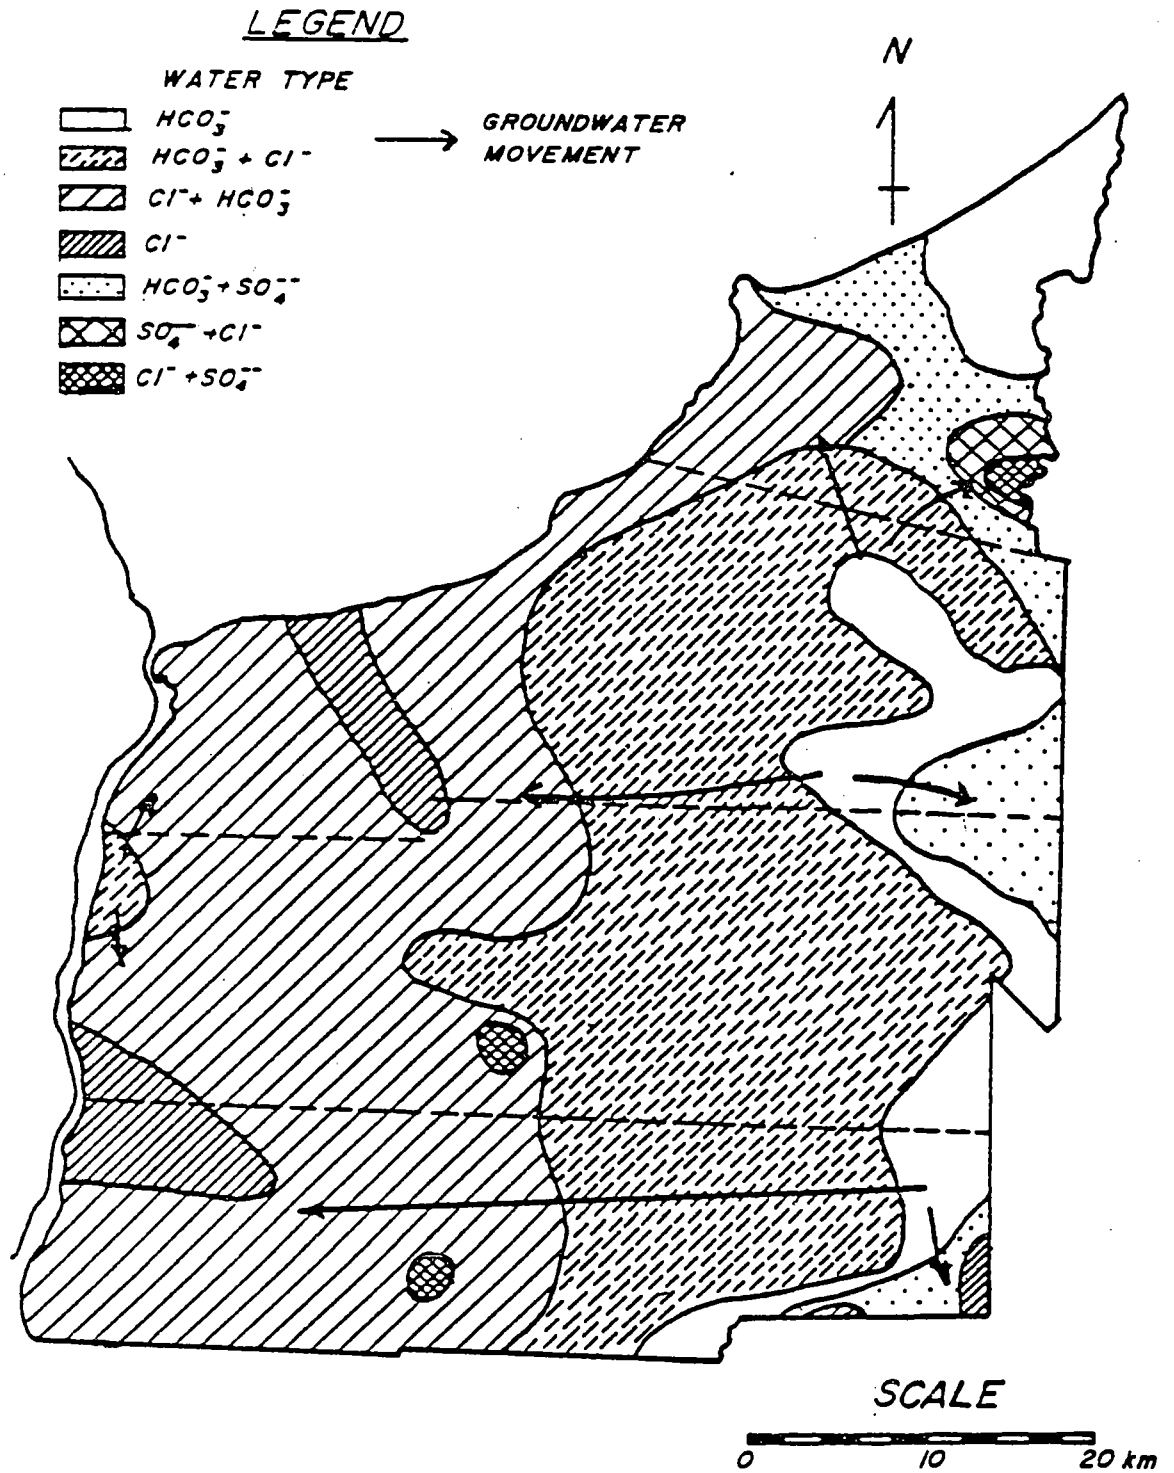 LEGEND
WATER TYPE
HCO₃⁻
HCO₃⁻ + Cl⁻
Cl⁻ + HCO₃⁻
Cl⁻
HCO₃⁻ + SO₄⁻⁻
SO₄⁻⁻ + Cl⁻
Cl⁻ + SO₄⁻⁻
GROUNDWATER
MOVEMENT
N
SCALE
0 10 20 km